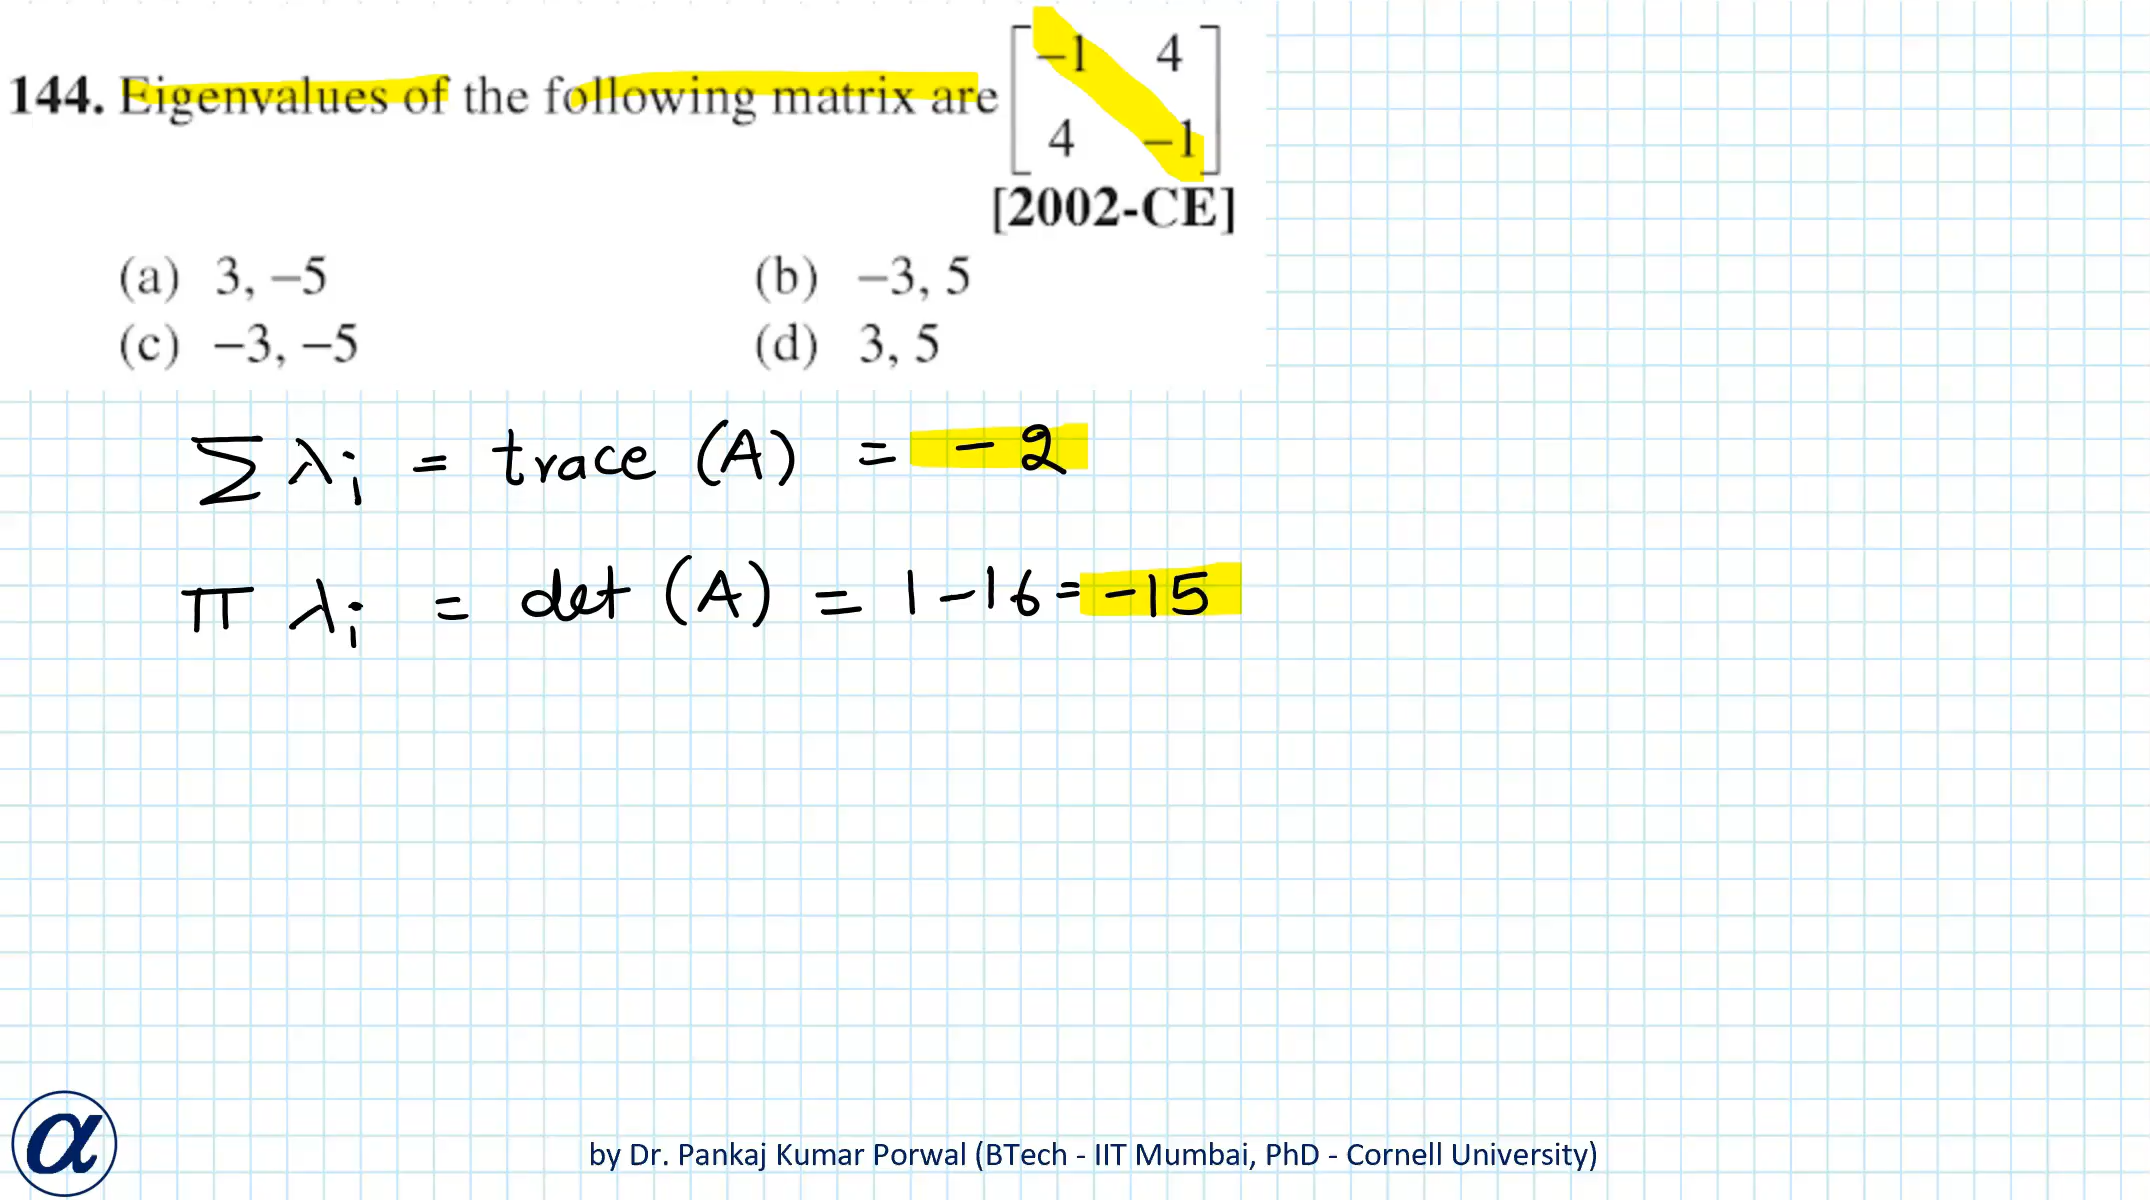 144. Eigenvalues of the following matrix are [−1 4
4 −1]
[2002-CE]
(a) 3, −5 (b) −3, 5
(c) −3, −5 (d) 3, 5
∑ λi = trace (A) = −2
π λi = det (A) = 1 − 16 = −15
α
by Dr. Pankaj Kumar Porwal (BTech - IIT Mumbai, PhD - Cornell University)